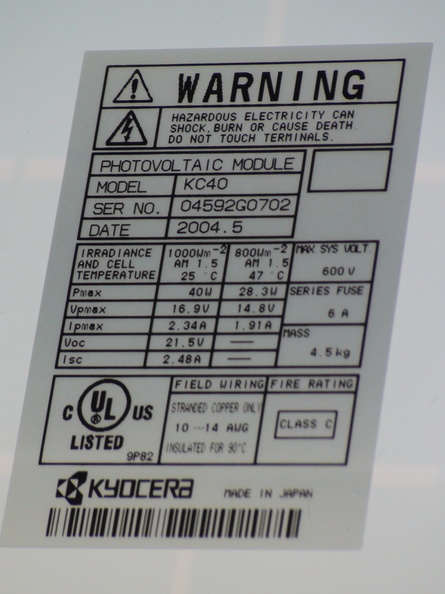 WARNING
HAZARDOUS ELECTRICITY CAN
SHOCK, BURN OR CAUSE DEATH.
DO NOT TOUCH TERMINALS.
PHOTOVOLTAIC MODULE
MODEL KC40
SER NO. 04592G0702
DATE 2004.5
IRRADIANCE AND CELL TEMPERATURE 1000Wm-2 AM 1.5 25 °C 800Wm-2 AM 1.5 47 °C
Pmax 40W 28.3W
Vpmax 16.9V 14.8V
Ipmax 2.34A 1.91A
Voc 21.5V —
Isc 2.48A —
MAX. SYS VOLT
600 V
SERIES FUSE
6 A
MASS
4.5kg
C UL ® US
LISTED
9P82
FIELD WIRING
STRANDED COPPER ONLY
10 ~14 AWG
INSULATED FOR 90°C
FIRE RATING
CLASS C
KYOCERA MADE IN JAPAN